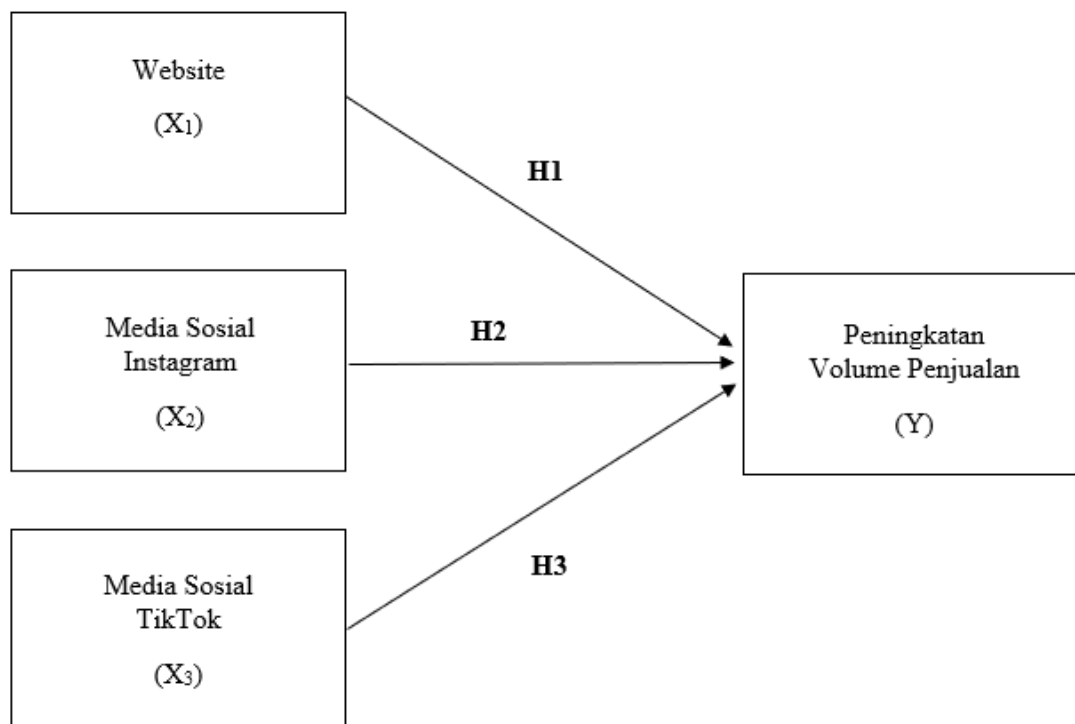 Website
(X₁)
H1
Media Sosial
Instagram
(X₂)
H2
Peningkatan
Volume Penjualan
(Y)
Media Sosial
TikTok
(X₃)
H3